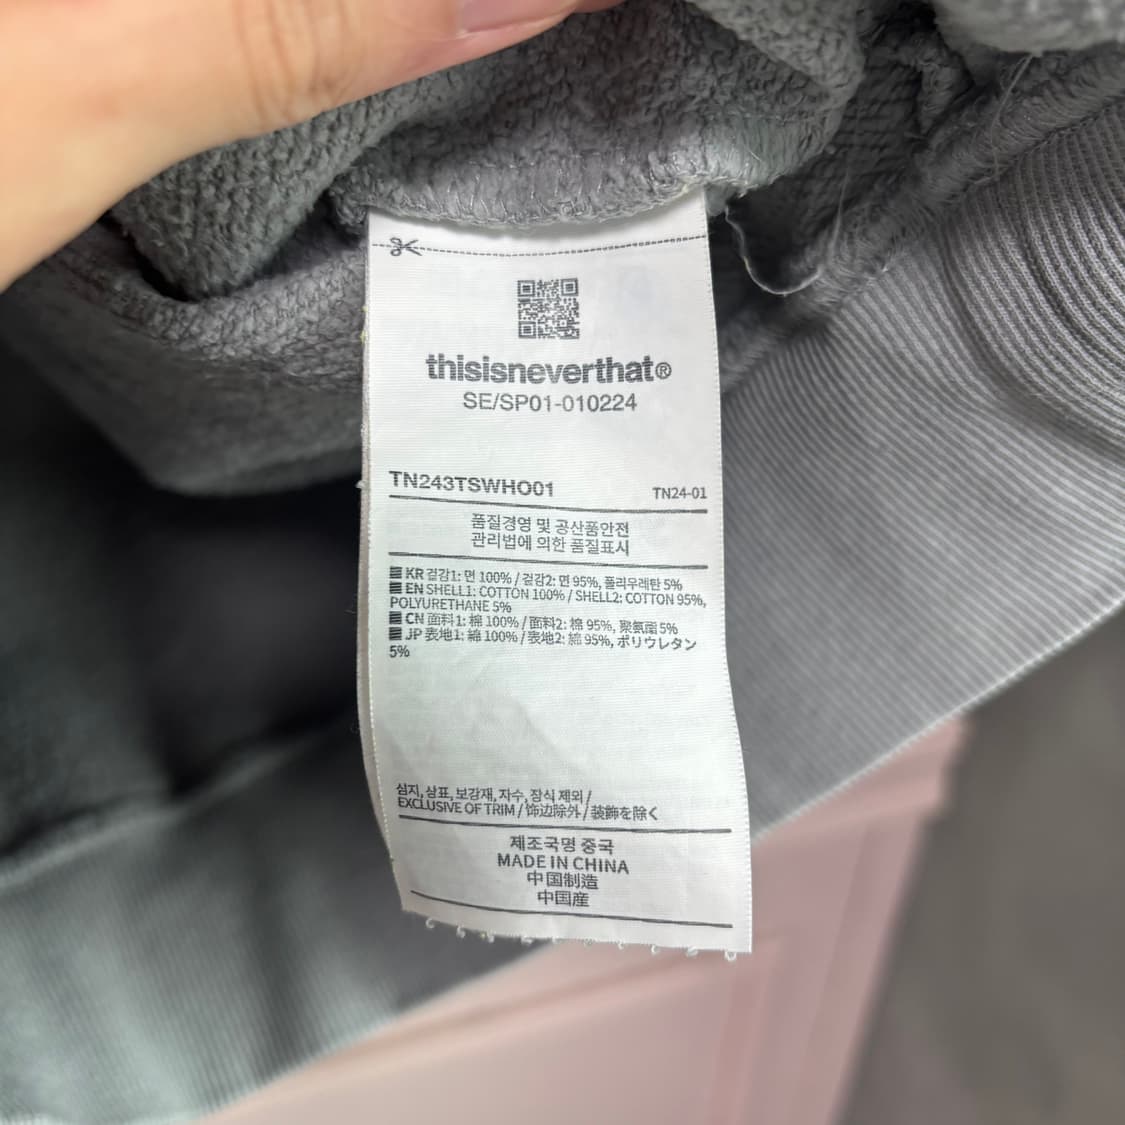 thisisneverthat®
SE/SP01-010224
TN243TSWHO01 TN24-01
품질경영 및 공산품안전
관리법에 의한 품질표시
KR 겉감1: 면 100% / 겉감2: 면 95%, 폴리우레탄 5%
EN SHELL1: COTTON 100% / SHELL2: COTTON 95%,
POLYURETHANE 5%
CN 面料1: 棉 100% / 面料2: 棉 95%, 聚氨酯 5%
JP 表地1: 綿 100% / 表地2: 綿 95%, ポリウレタン
5%
심지, 상표, 보강재, 자수, 장식 제외 /
EXCLUSIVE OF TRIM / 饰边除外 / 装飾を除く
제조국명 중국
MADE IN CHINA
中国制造
中国産